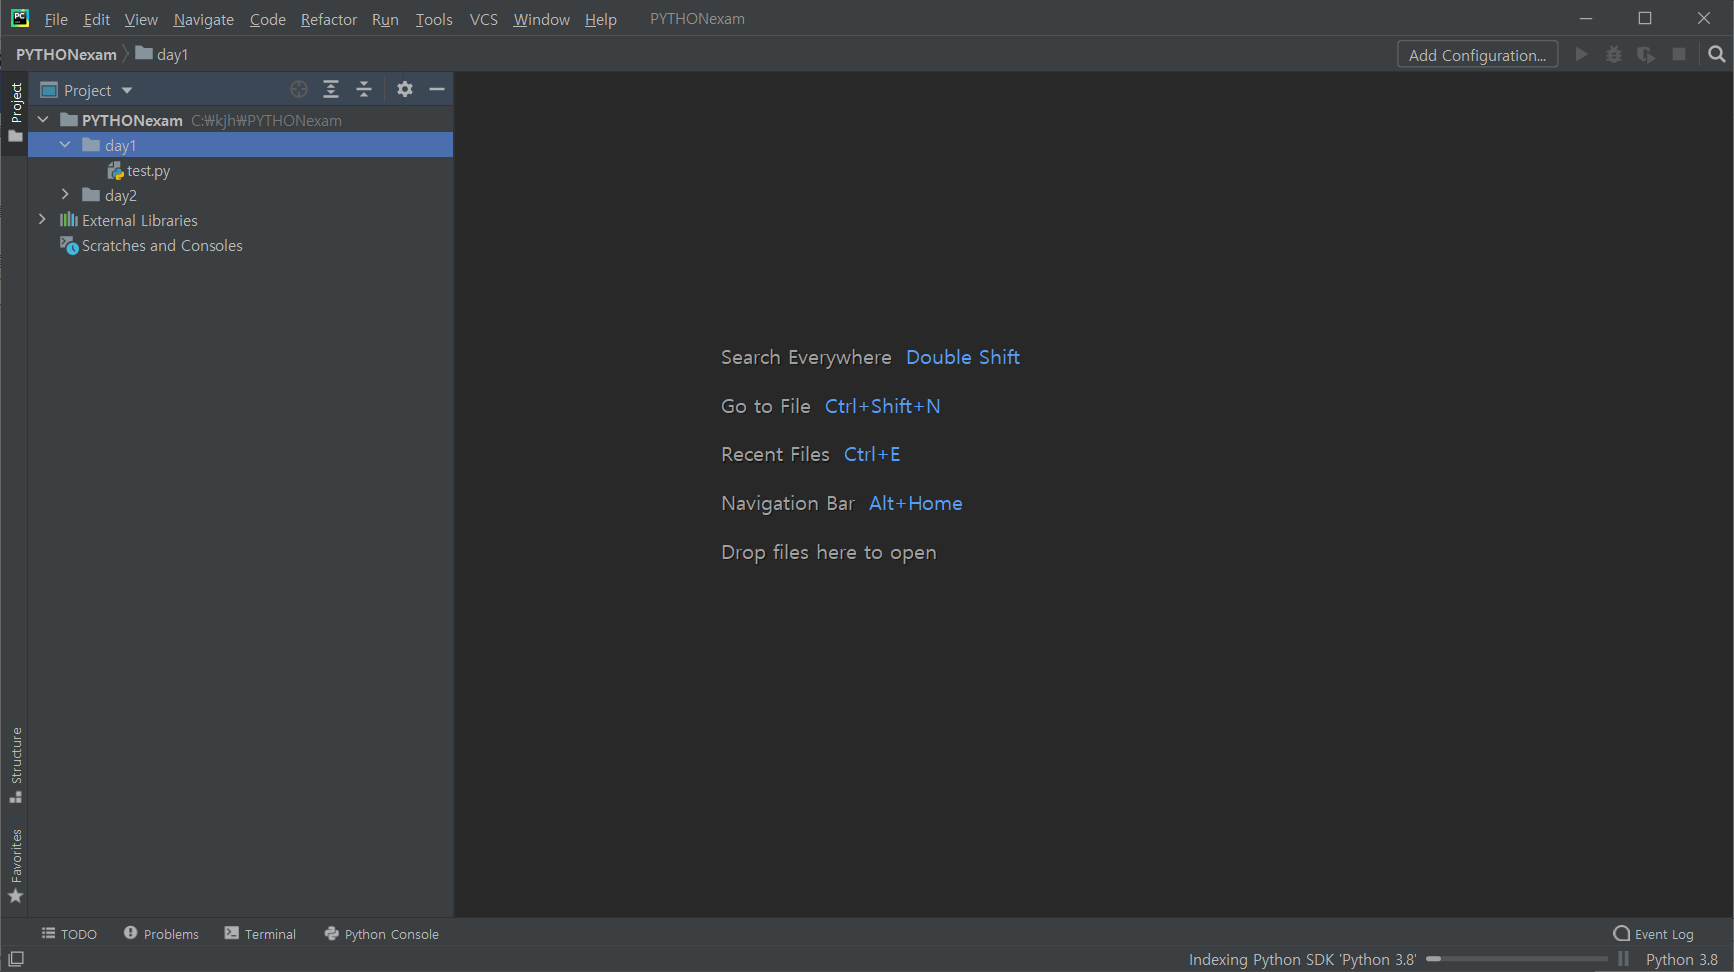 PC File Edit View Navigate Code Refactor Run Tools VCS Window Help PYTHONexam
PYTHONexam day1 Add Configuration...
Project
Project
PYTHONexam C:₩kjh₩PYTHONexam
day1
test.py
day2
External Libraries
Scratches and Consoles
Search Everywhere Double Shift
Go to File Ctrl+Shift+N
Recent Files Ctrl+E
Navigation Bar Alt+Home
Drop files here to open
Structure
Favorites
TODO Problems Terminal Python Console Event Log
Indexing Python SDK 'Python 3.8' Python 3.8